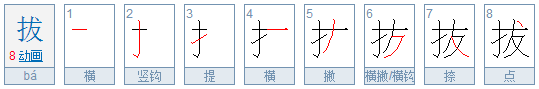 拔 1 2 3 4 5 6 7 8
8 动画
bá 横 竖钩 提 横 撇 横撇/横钩 捺 点